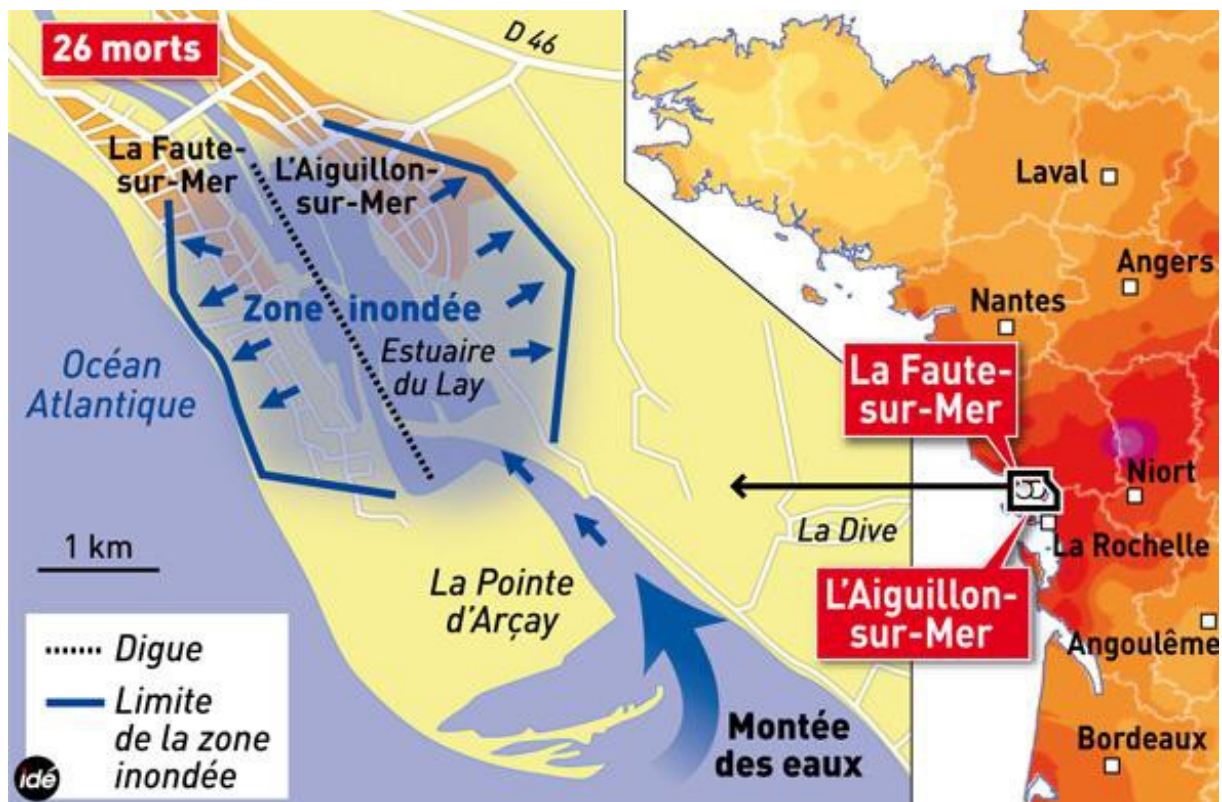 26 morts
D 46
La Faute-
sur-Mer
L'Aiguillon-
sur-Mer
Zone inondée
Estuaire
du Lay
Océan
Atlantique
1 km
La Pointe
d'Arçay
La Dive
Montée
des eaux
Digue
Limite
de la zone
inondée
idé
Laval
Angers
Nantes
La Faute-
sur-Mer
Niort
La Rochelle
L'Aiguillon-
sur-Mer
Angoulême
Bordeaux